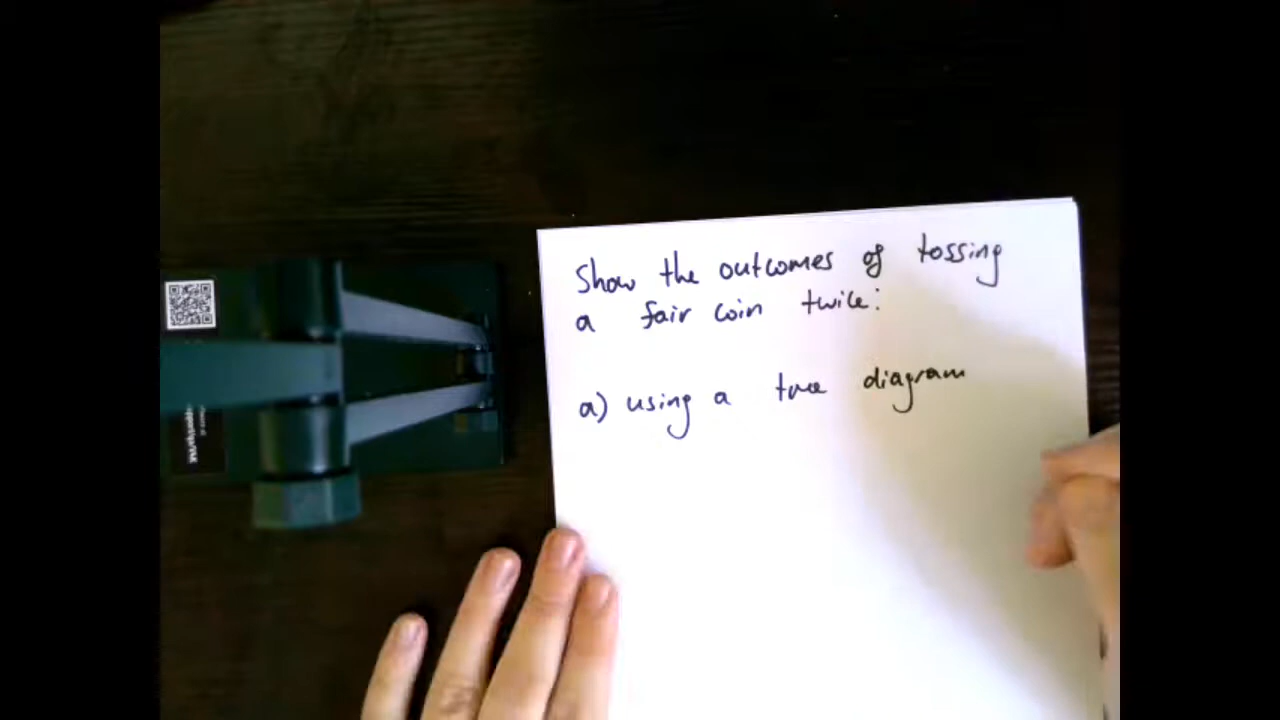 Show the outcomes of tossing
a fair coin twice:
a) using a tree diagram